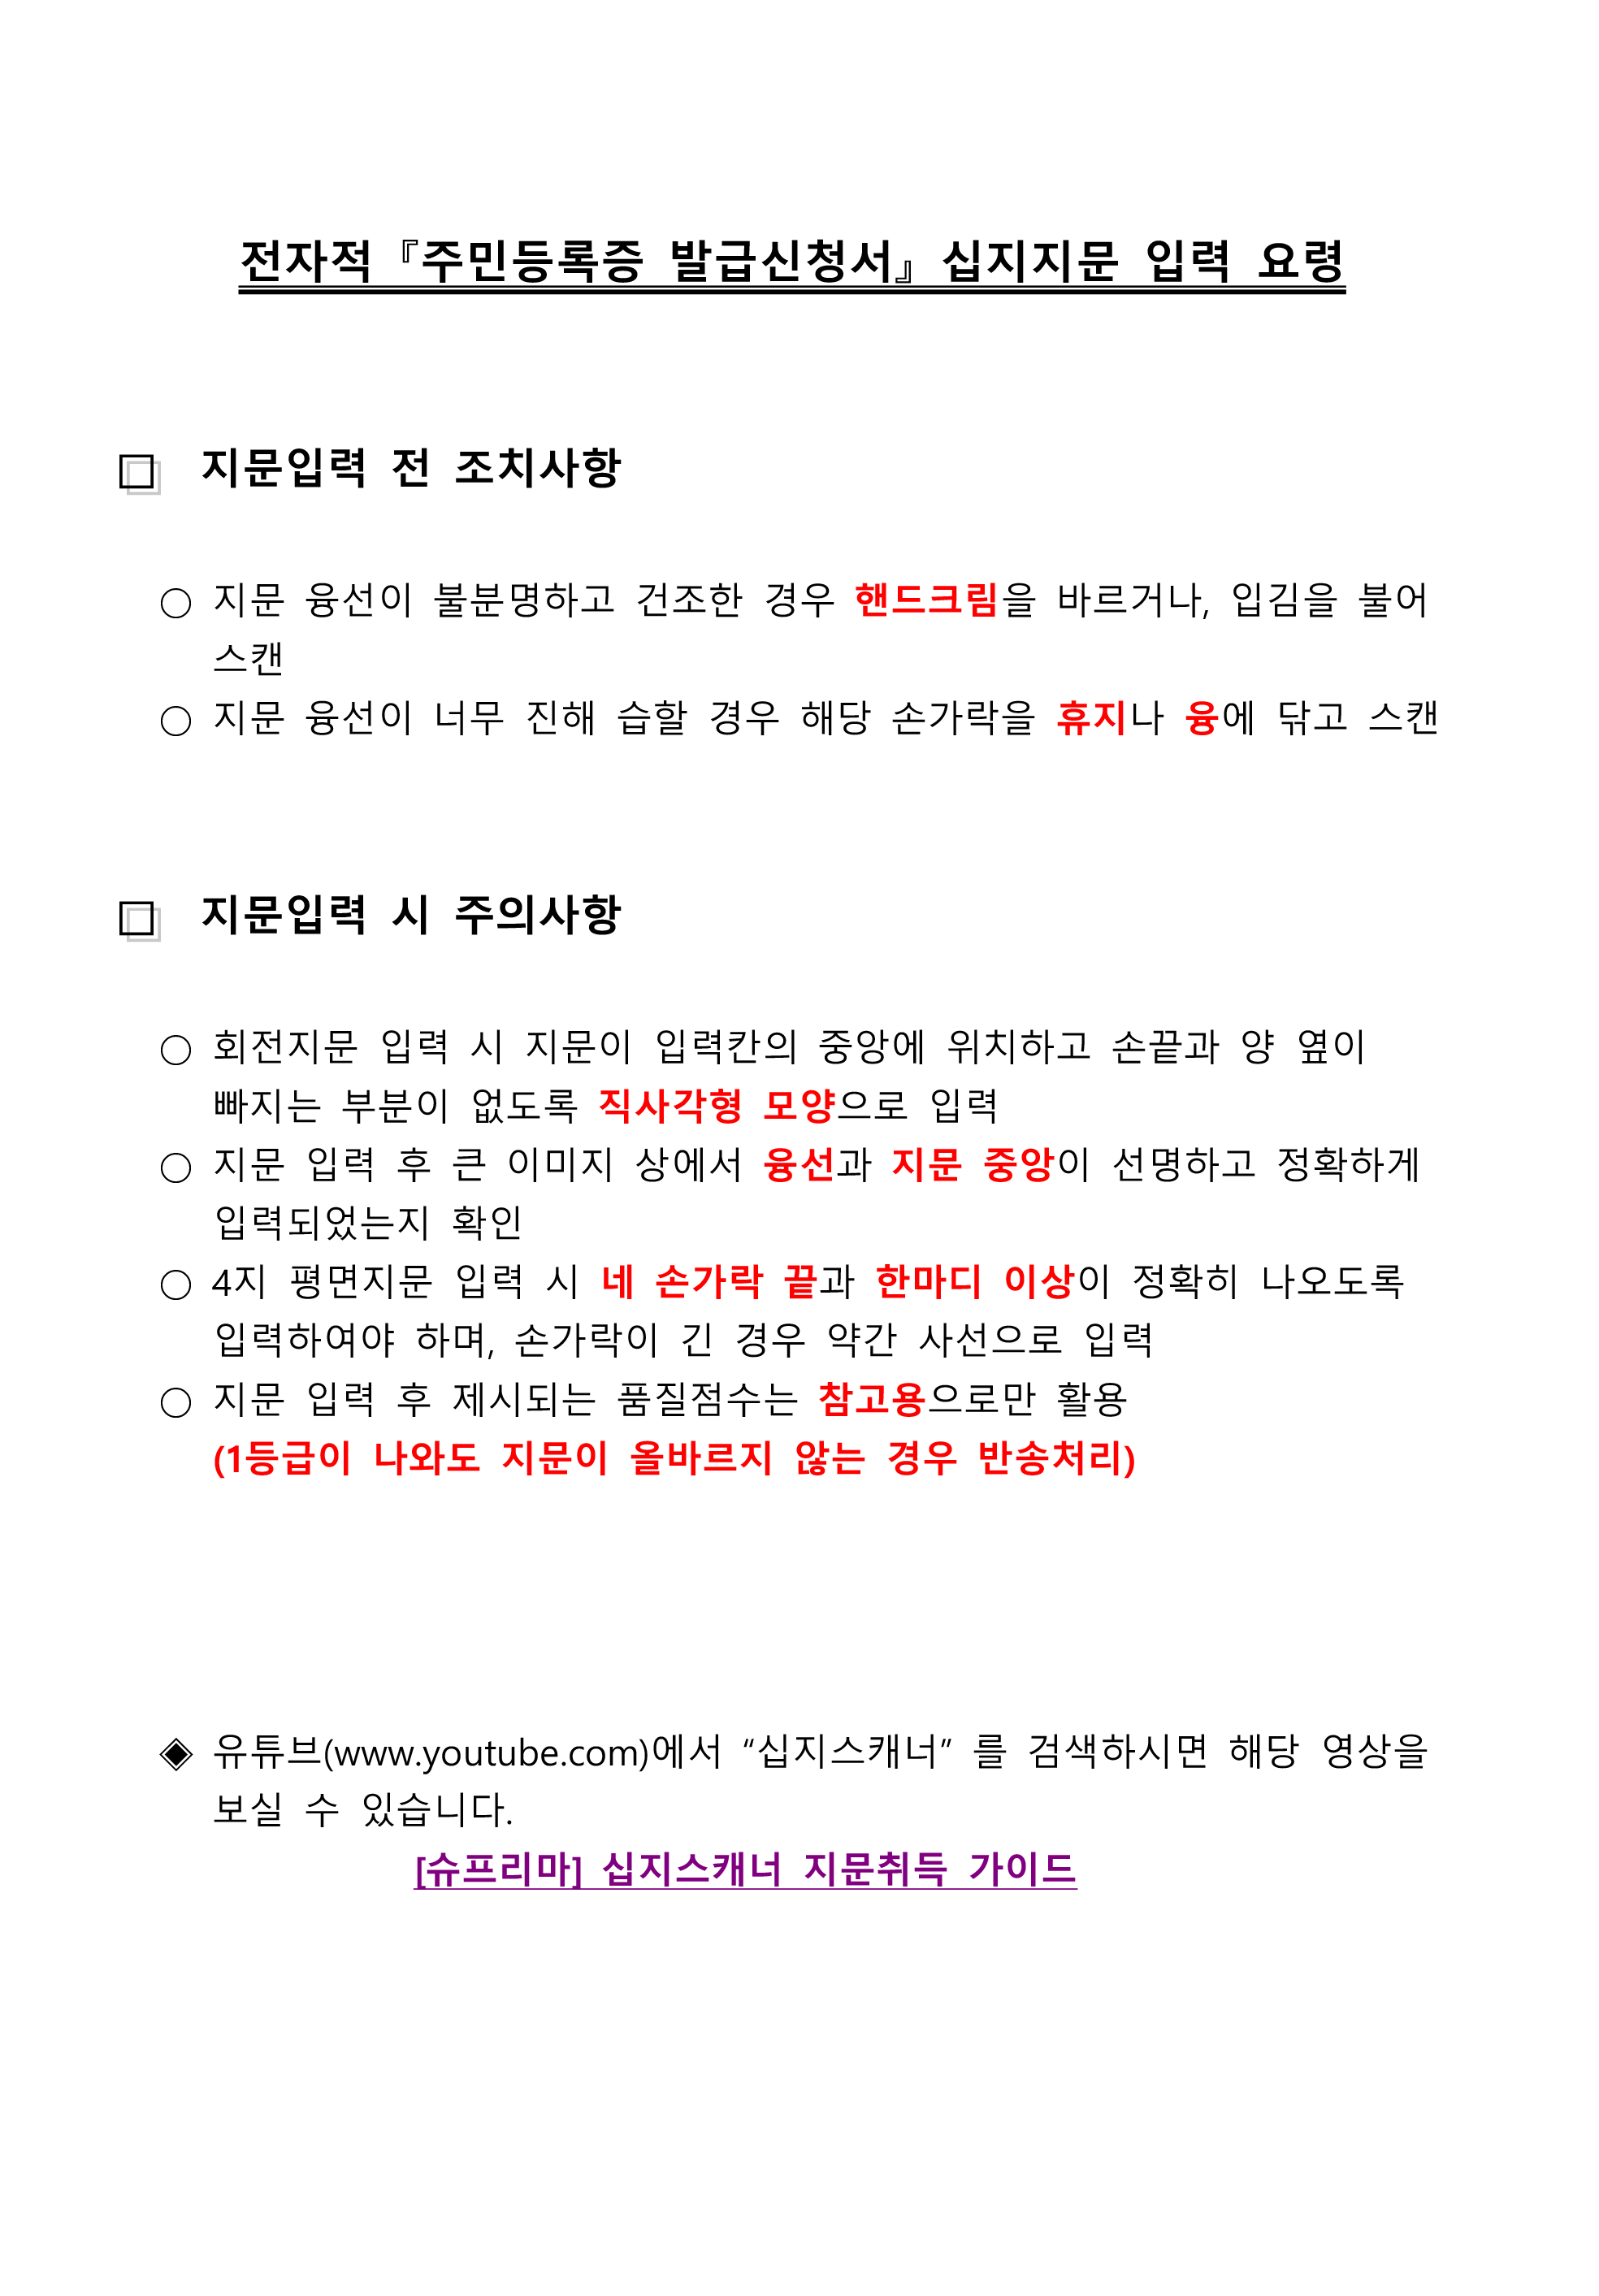 전자적『주민등록증 발급신청서』십지지문 입력 요령
□ 지문입력 전 조치사항
○ 지문 융선이 불분명하고 건조한 경우 핸드크림을 바르거나, 입김을 불어
스캔
○ 지문 융선이 너무 진해 습할 경우 해당 손가락을 휴지나 융에 닦고 스캔
□ 지문입력 시 주의사항
○ 회전지문 입력 시 지문이 입력칸의 중앙에 위치하고 손끝과 양 옆이
빠지는 부분이 없도록 직사각형 모양으로 입력
○ 지문 입력 후 큰 이미지 상에서 융선과 지문 중앙이 선명하고 정확하게
입력되었는지 확인
○ 4지 평면지문 입력 시 네 손가락 끝과 한마디 이상이 정확히 나오도록
입력하여야 하며, 손가락이 긴 경우 약간 사선으로 입력
○ 지문 입력 후 제시되는 품질점수는 참고용으로만 활용
(1등급이 나와도 지문이 올바르지 않는 경우 반송처리)
◈ 유튜브(www.youtube.com)에서 “십지스캐너” 를 검색하시면 해당 영상을
보실 수 있습니다.
[슈프리마] 십지스캐너 지문취득 가이드